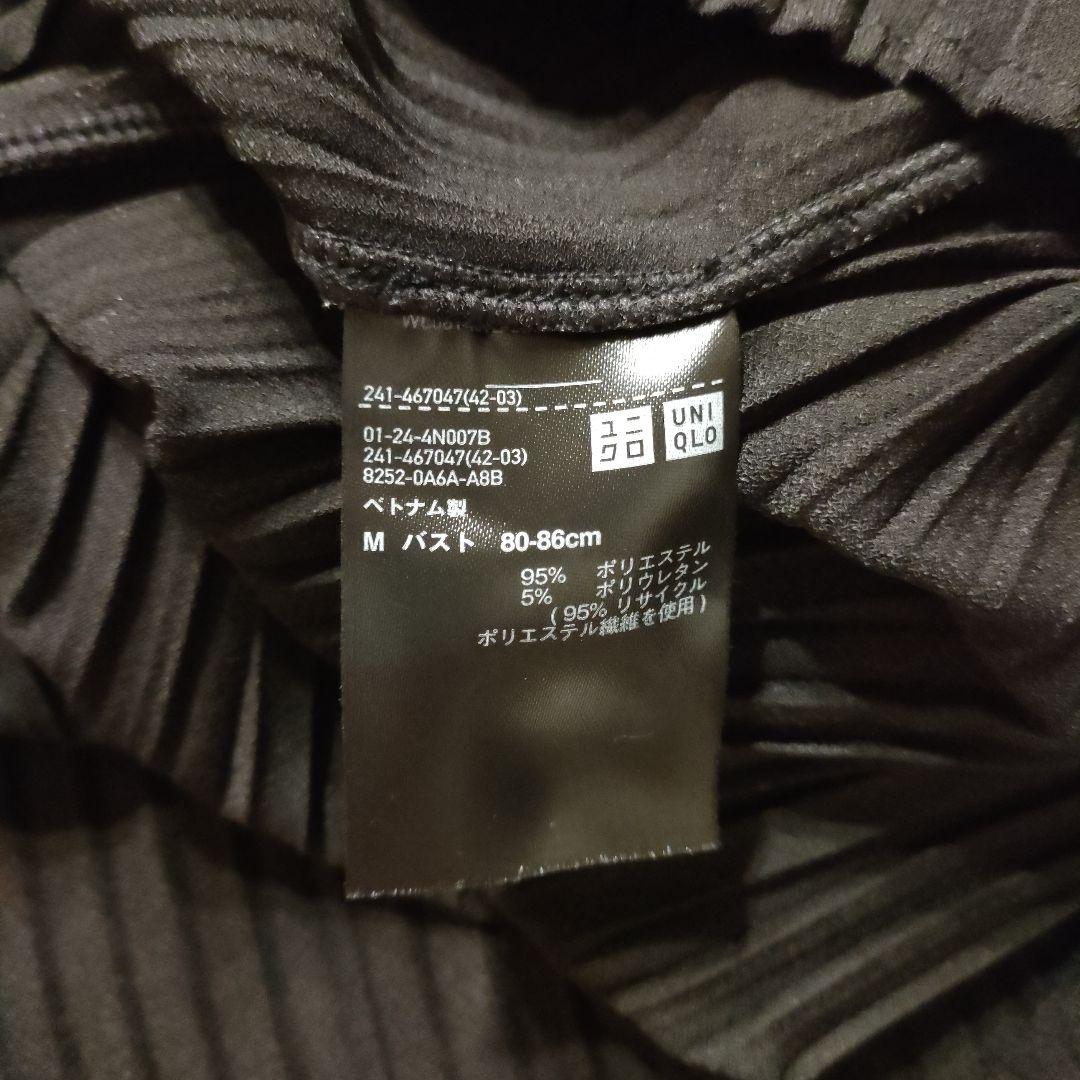 241-467047(42-03)
01-24-4N007B
241-467047(42-03)
8252-0A6A-A8B
ユニ
クロ
UNI
QLO
ベトナム製
M バスト 80-86cm
95% ポリエステル
5% ポリウレタン
(95% リサイクル
ポリエステル繊維を使用)